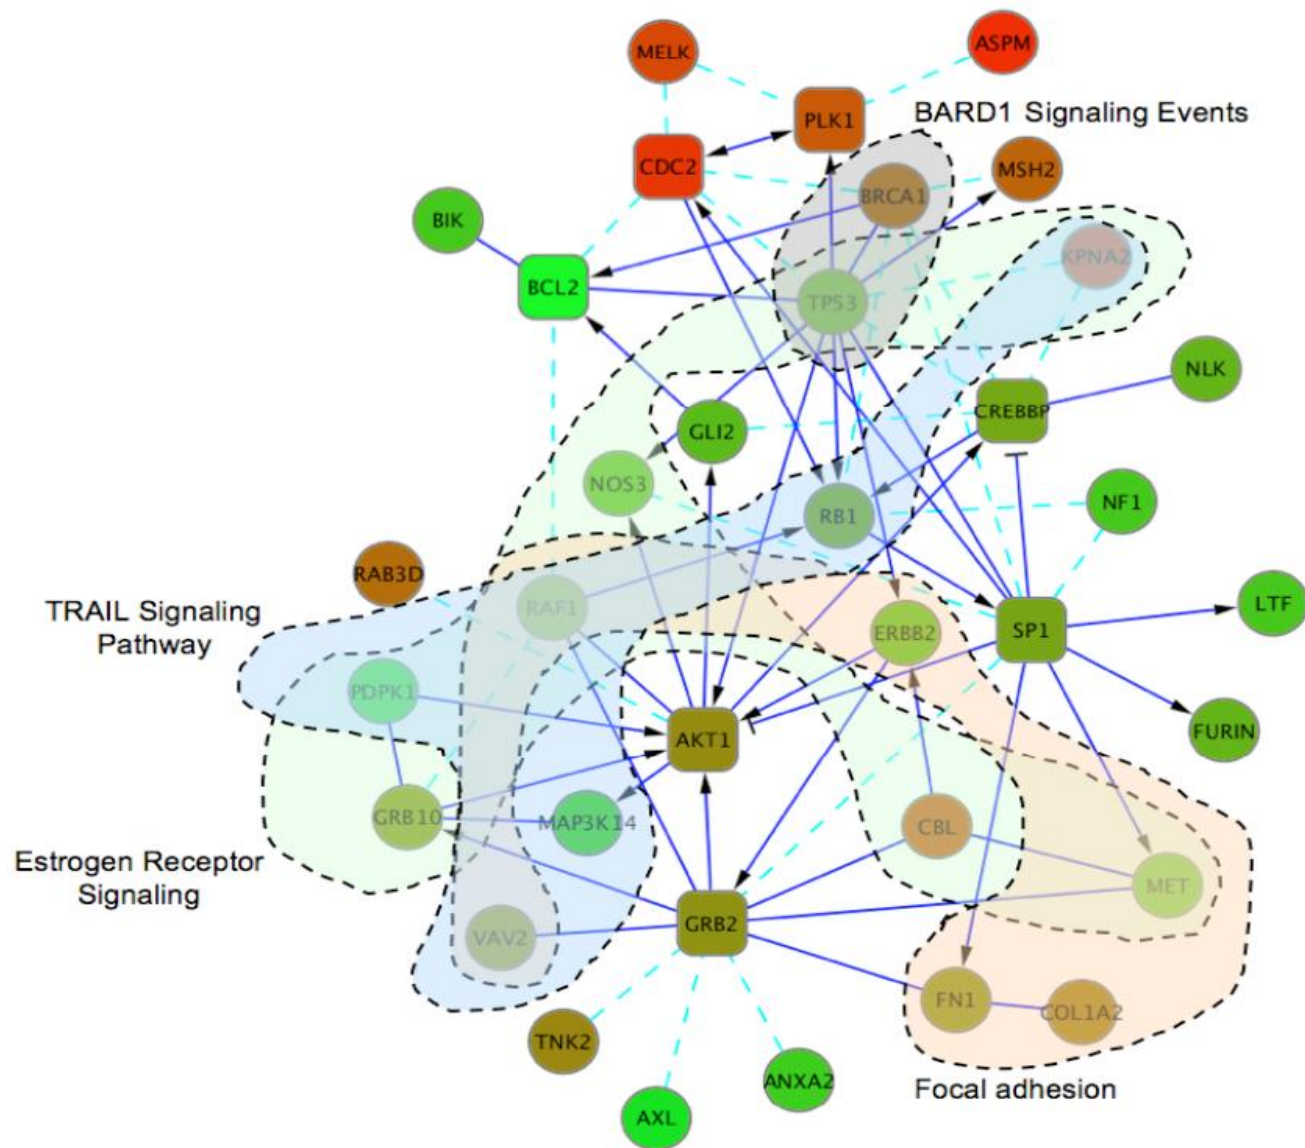 ASPM
MELK
BARD1 Signaling Events
PLK1
CDC2
MSH2
BRCA1
BIK
KPNA2
BCL2
TP53
NLK
CREBBP
GLI2
NOS3
NF1
RB1
RAB3D
TRAIL Signaling
Pathway
RAF1
LTF
ERBB2
SP1
PDPK1
AKT1
FURIN
GRB10
MAP3K14
CBL
Estrogen Receptor
Signaling
MET
GRB2
VAV2
FN1
COL1A2
TNK2
ANXA2
Focal adhesion
AXL